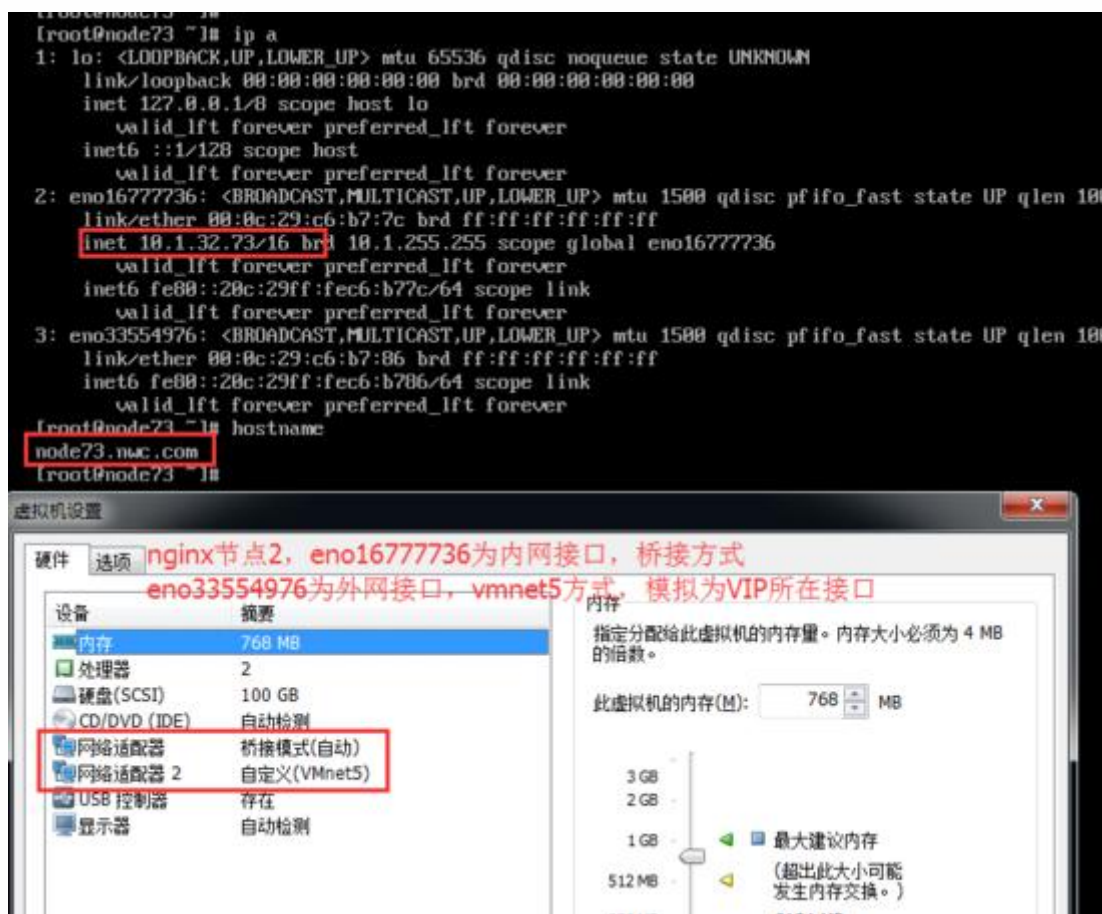 [root@node73 ~]# ip a
1: lo: <LOOPBACK,UP,LOWER_UP> mtu 65536 qdisc noqueue state UNKNOWN
link/loopback 00:00:00:00:00:00 brd 00:00:00:00:00:00
inet 127.0.0.1/8 scope host lo
valid_lft forever preferred_lft forever
inet6 ::1/128 scope host
valid_lft forever preferred_lft forever
2: eno16777736: <BROADCAST,MULTICAST,UP,LOWER_UP> mtu 1500 qdisc pfifo_fast state UP qlen 100
link/ether 00:0c:29:c6:b7:7c brd ff:ff:ff:ff:ff:ff
inet 10.1.32.73/16 brd 10.1.255.255 scope global eno16777736
valid_lft forever preferred_lft forever
inet6 fe80::20c:29ff:fec6:b77c/64 scope link
valid_lft forever preferred_lft forever
3: eno33554976: <BROADCAST,MULTICAST,UP,LOWER_UP> mtu 1500 qdisc pfifo_fast state UP qlen 100
link/ether 00:0c:29:c6:b7:86 brd ff:ff:ff:ff:ff:ff
inet6 fe80::20c:29ff:fec6:b786/64 scope link
valid_lft forever preferred_lft forever
[root@node73 ~]# hostname
node73.nwc.com
[root@node73 ~]#
虚拟机设置
硬件 选项
nginx节点2，eno16777736为内网接口，桥接方式
eno33554976为外网接口，vmnet5方式，模拟为VIP所在接口
设备 摘要
内存 768 MB
处理器 2
硬盘(SCSI) 100 GB
CD/DVD (IDE) 自动检测
网络适配器 桥接模式(自动)
网络适配器 2 自定义(VMnet5)
USB 控制器 存在
显示器 自动检测
内存
指定分配给此虚拟机的内存量。内存大小必须为 4 MB
的倍数。
此虚拟机的内存(M): 768 MB
3 GB
2 GB
1 GB 最大建议内存
(超出此大小可能
512 MB 发生内存交换。)